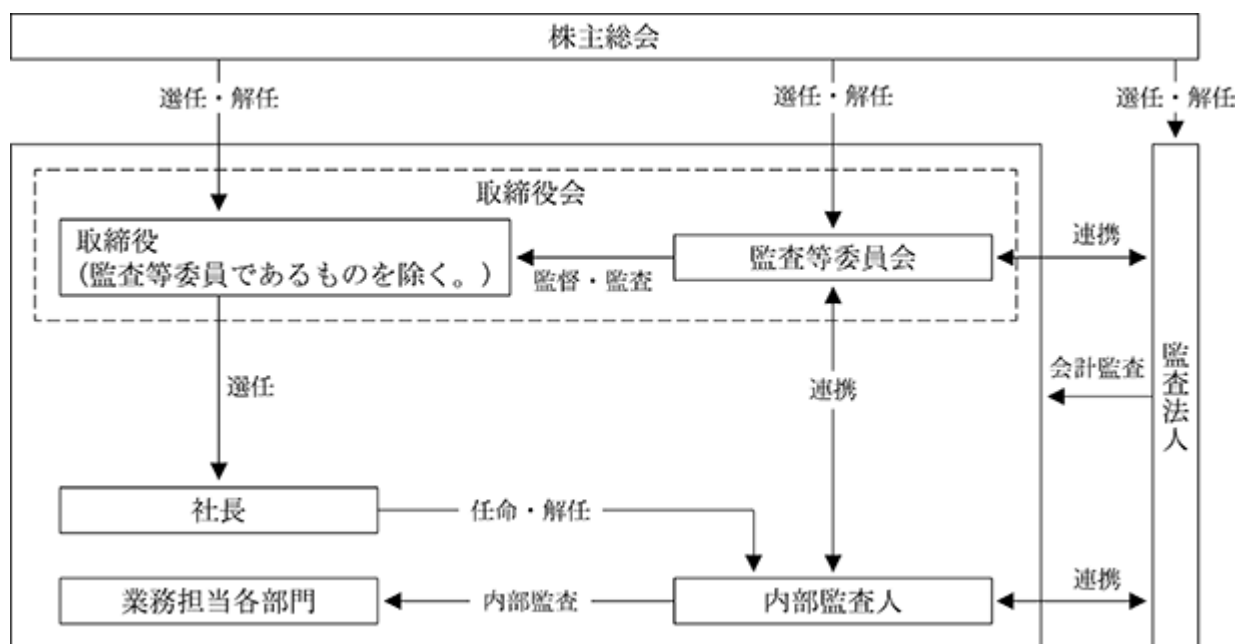 株主総会
選任・解任
選任・解任
選任・解任
取締役会
取締役
(監査等委員であるものを除く。)
監督・監査
監査等委員会
連携
選任
連携
会計監査
監査法人
社長
任命・解任
業務担当各部門
内部監査
内部監査人
連携